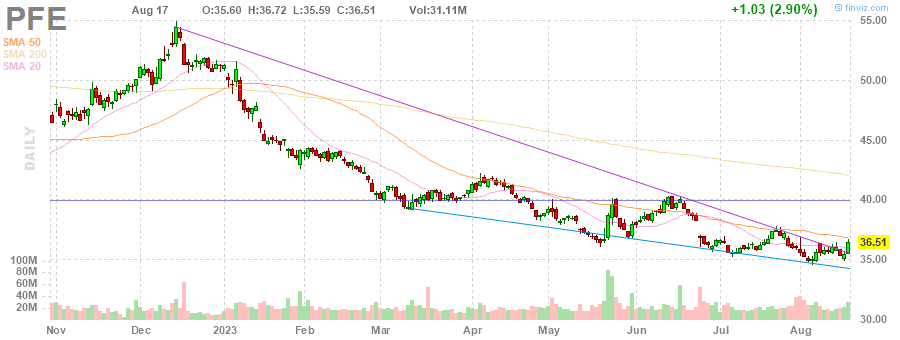 PFE
Aug 17 O:35.60 H:36.72 L:35.59 C:36.51 Vol:31.11M +1.03 (2.90%) © finviz.com
SMA 50
SMA 200
SMA 20
DAILY
55.00
50.00
45.00
40.00
36.51
35.00
30.00
100M
80M
60M
40M
20M
Nov Dec 2023 Feb Mar Apr May Jun Jul Aug